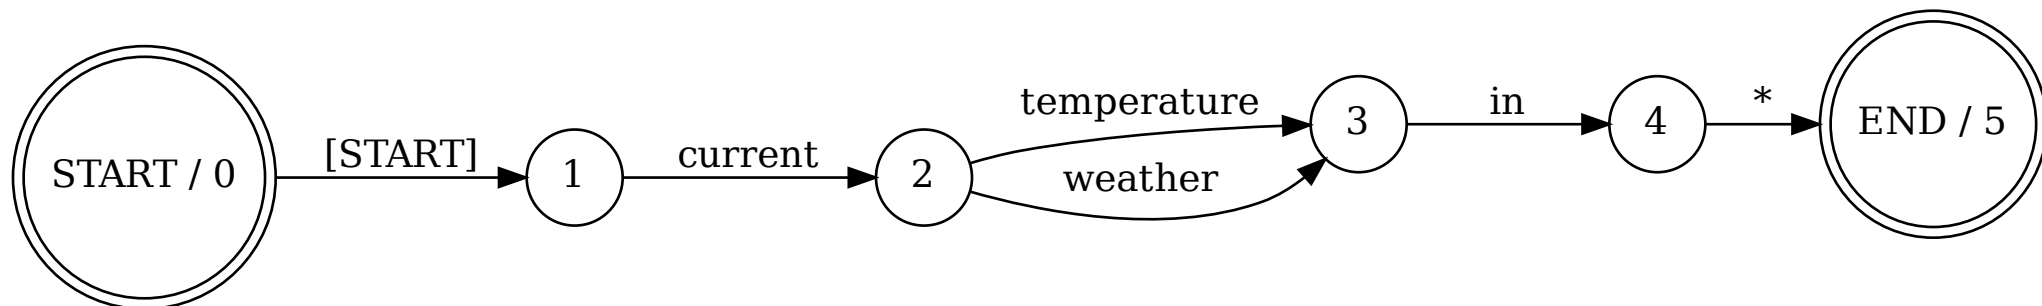 START / 0
[START]
1
current
2
temperature
weather
3
in
4
*
END / 5